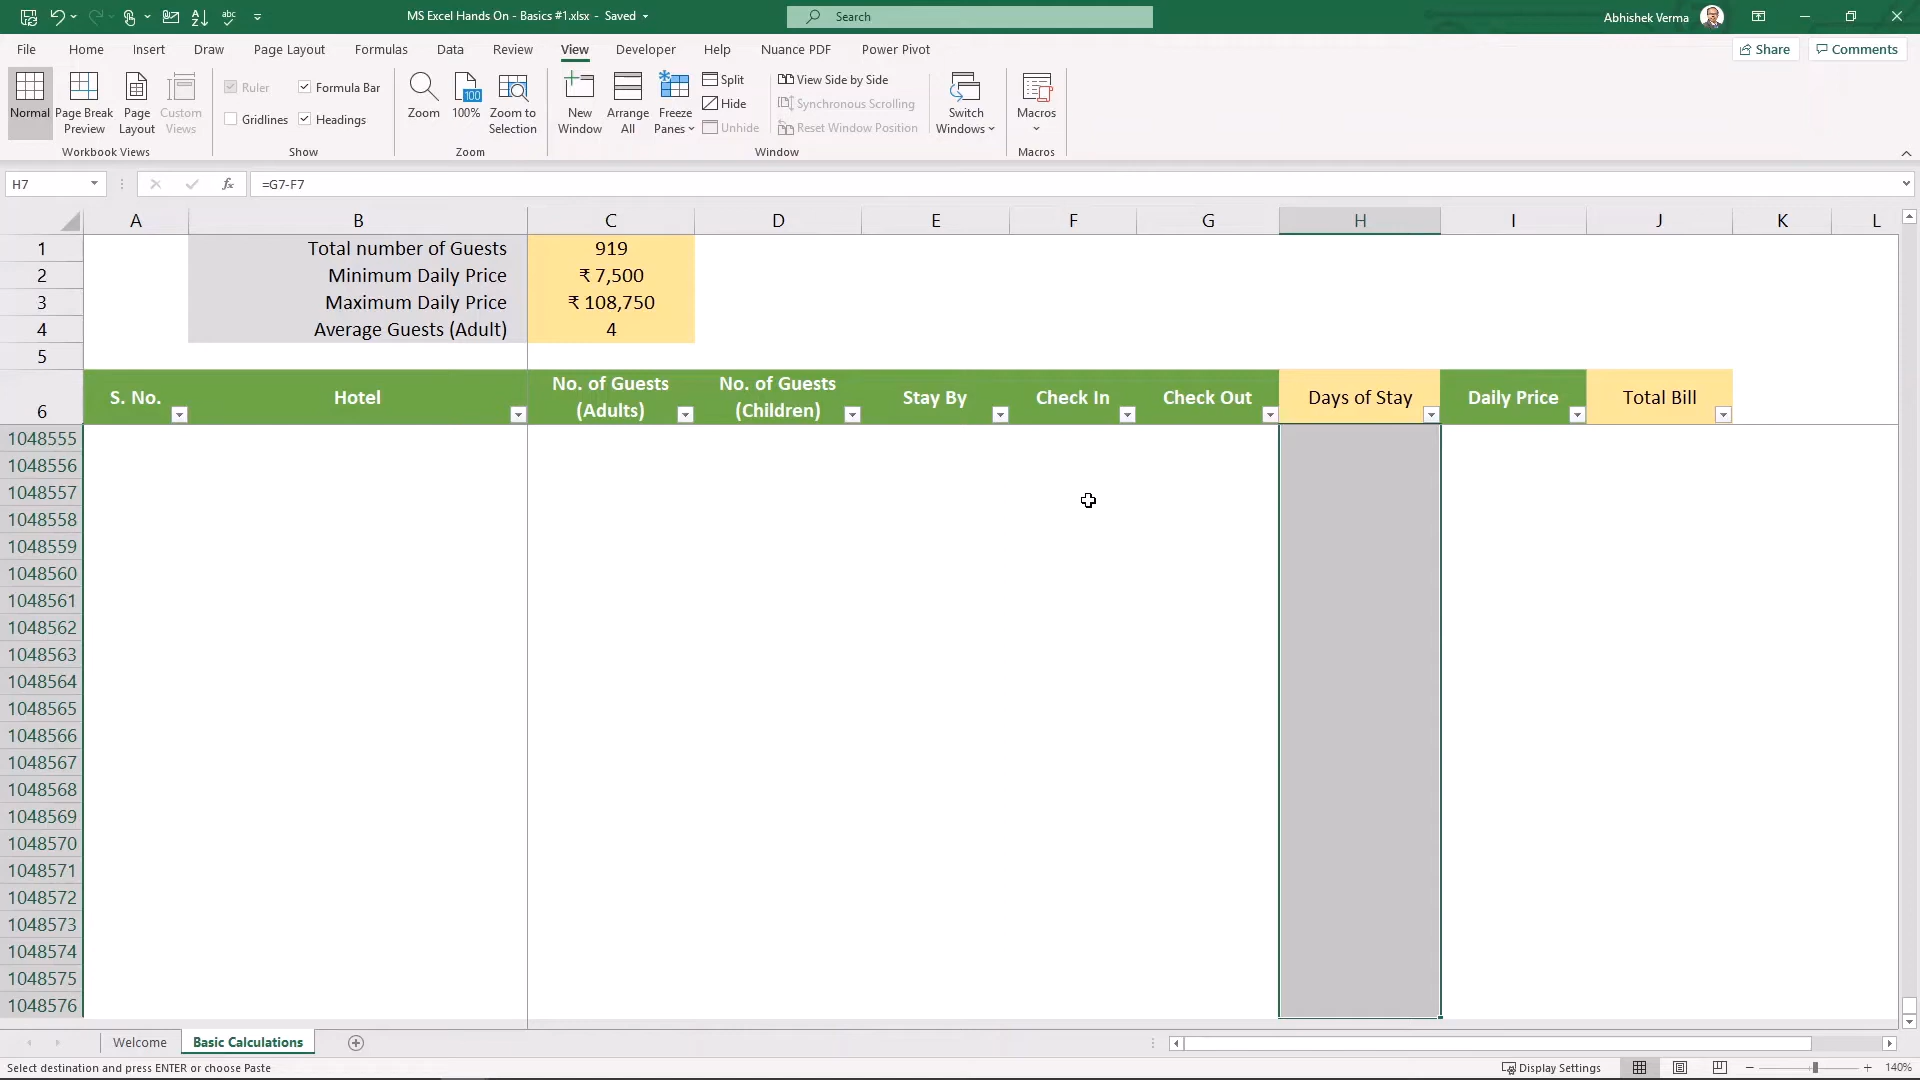 MS Excel Hands On - Basics #1.xlsx - Saved
Search
Abhishek Verma
File Home Insert Draw Page Layout Formulas Data Review View Developer Help Nuance PDF Power Pivot
Share Comments
Normal
Page Break Preview
Page Layout
Custom Views
Workbook Views
Ruler
Formula Bar
Gridlines
Headings
Show
Zoom
100
100%
Zoom to Selection
Zoom
New Window
Arrange All
Freeze Panes
Split
Hide
Unhide
View Side by Side
Synchronous Scrolling
Reset Window Position
Window
Switch Windows
Macros
Macros
abc
H7
fx
=G7-F7
A B C D E F G H I J K L
1 Total number of Guests 919
2 Minimum Daily Price ₹ 7,500
3 Maximum Daily Price ₹ 108,750
4 Average Guests (Adult) 4
5
6 S. No. Hotel No. of Guests (Adults) No. of Guests (Children) Stay By Check In Check Out Days of Stay Daily Price Total Bill
1048555
1048556
1048557
1048558
1048559
1048560
1048561
1048562
1048563
1048564
1048565
1048566
1048567
1048568
1048569
1048570
1048571
1048572
1048573
1048574
1048575
1048576
Welcome Basic Calculations
Select destination and press ENTER or choose Paste
Display Settings
140%